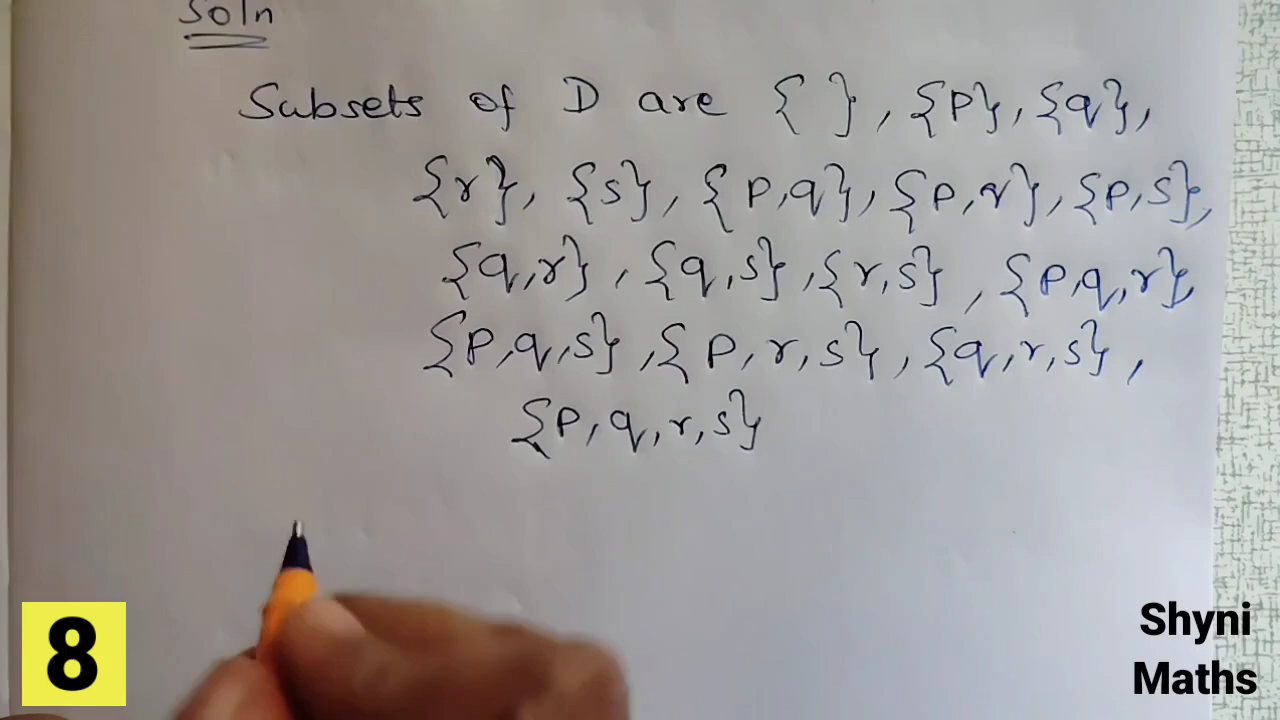 Soln
Subsets of D are { }, {p}, {q},
{r}, {s}, {p,q}, {p,r}, {p,s},
{q,r}, {q,s}, {r,s}, {p,q,r},
{p,q,s}, {p,r,s}, {q,r,s},
{p,q,r,s}
8
Shyni
Maths